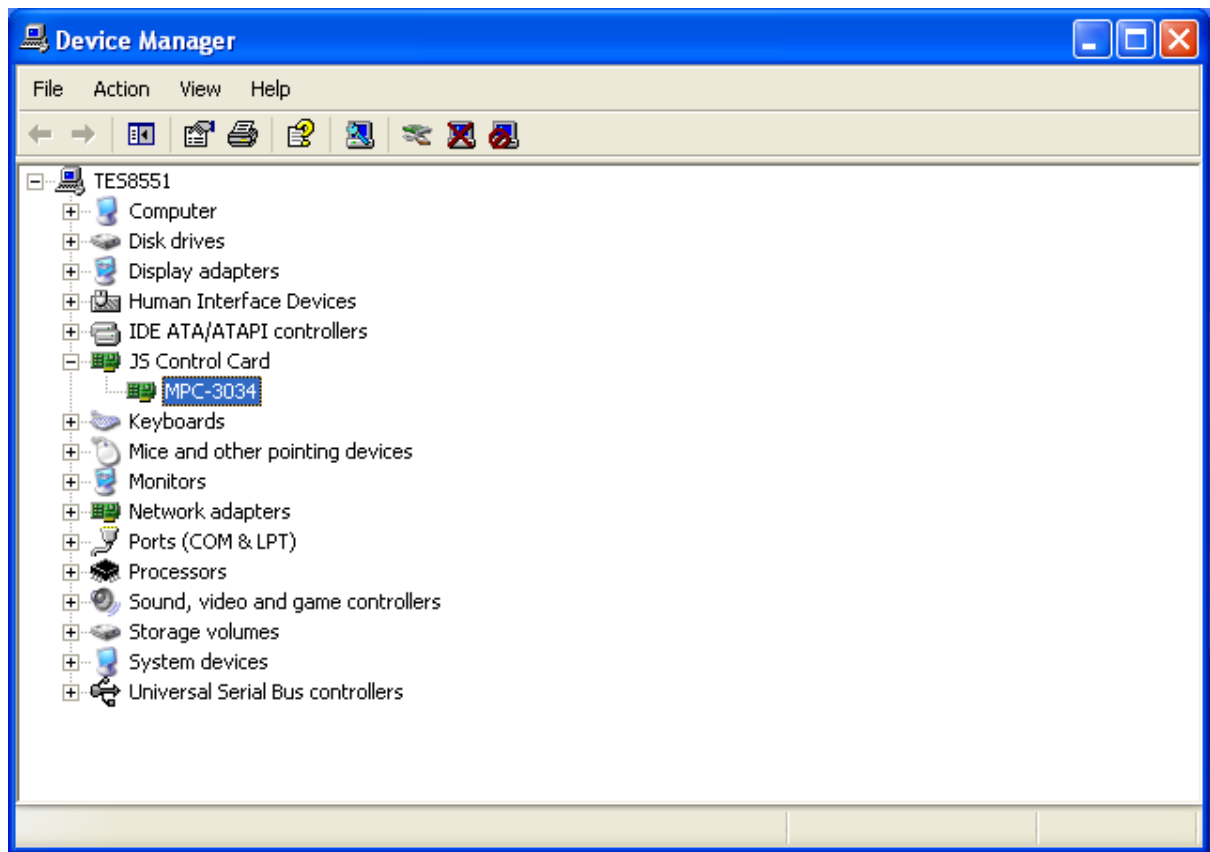 Device Manager
File Action View Help
TES8551
Computer
Disk drives
Display adapters
Human Interface Devices
IDE ATA/ATAPI controllers
JS Control Card
MPC-3034
Keyboards
Mice and other pointing devices
Monitors
Network adapters
Ports (COM & LPT)
Processors
Sound, video and game controllers
Storage volumes
System devices
Universal Serial Bus controllers